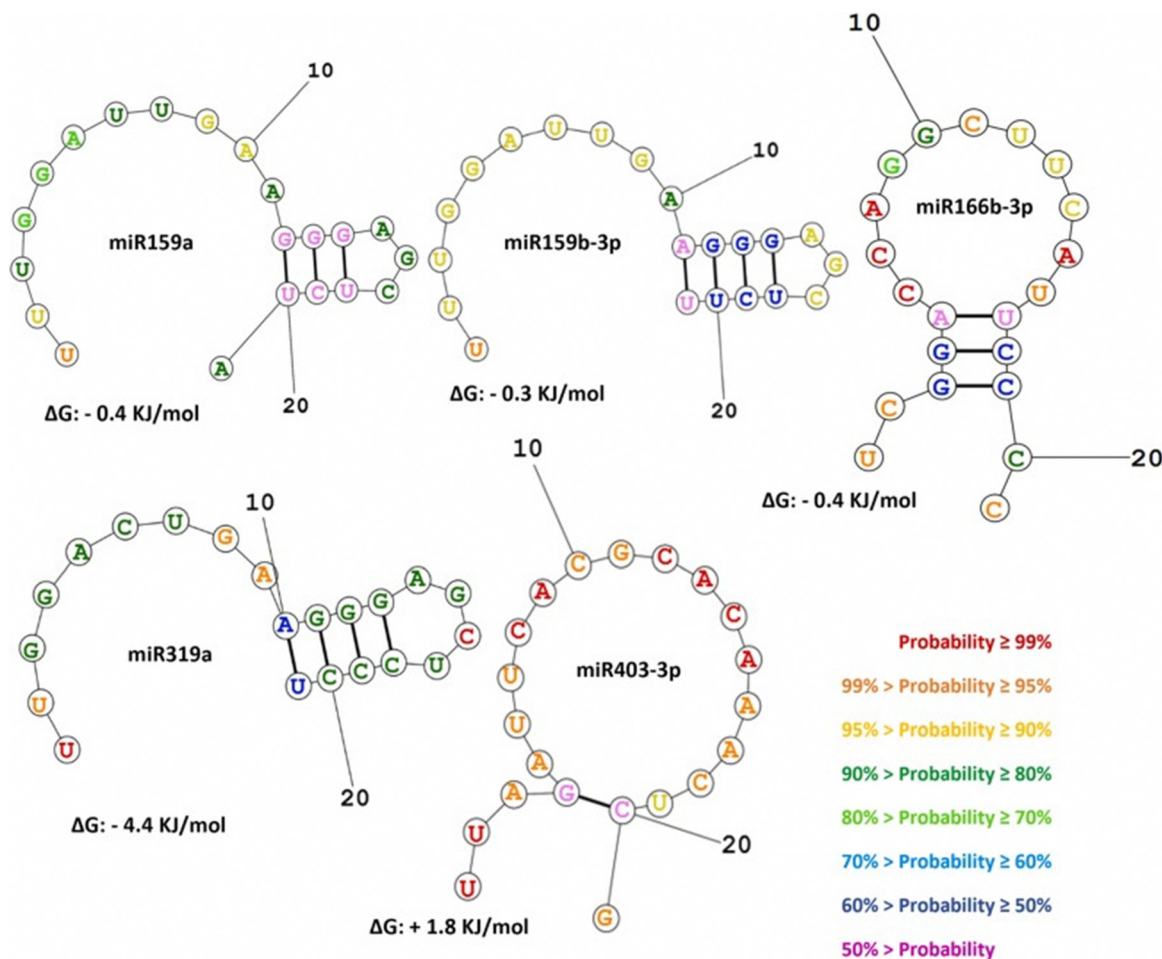 10
U U U G G A U U G A A G G G A G C U C U A
miR159a
20
ΔG: - 0.4 KJ/mol
10
U U U G G A U U G A A G G G A G C U C U U
miR159b-3p
20
ΔG: - 0.3 KJ/mol
10
U C G G A C C A G G C U U C A U U C C C C
miR166b-3p
20
ΔG: - 0.4 KJ/mol
10
U U G G A C U G A A G G G A G C U C C C U
miR319a
20
ΔG: - 4.4 KJ/mol
10
U U A G A U U C A C G C A C A A A C U C G
miR403-3p
20
ΔG: + 1.8 KJ/mol
Probability ≥ 99%
99% > Probability ≥ 95%
95% > Probability ≥ 90%
90% > Probability ≥ 80%
80% > Probability ≥ 70%
70% > Probability ≥ 60%
60% > Probability ≥ 50%
50% > Probability